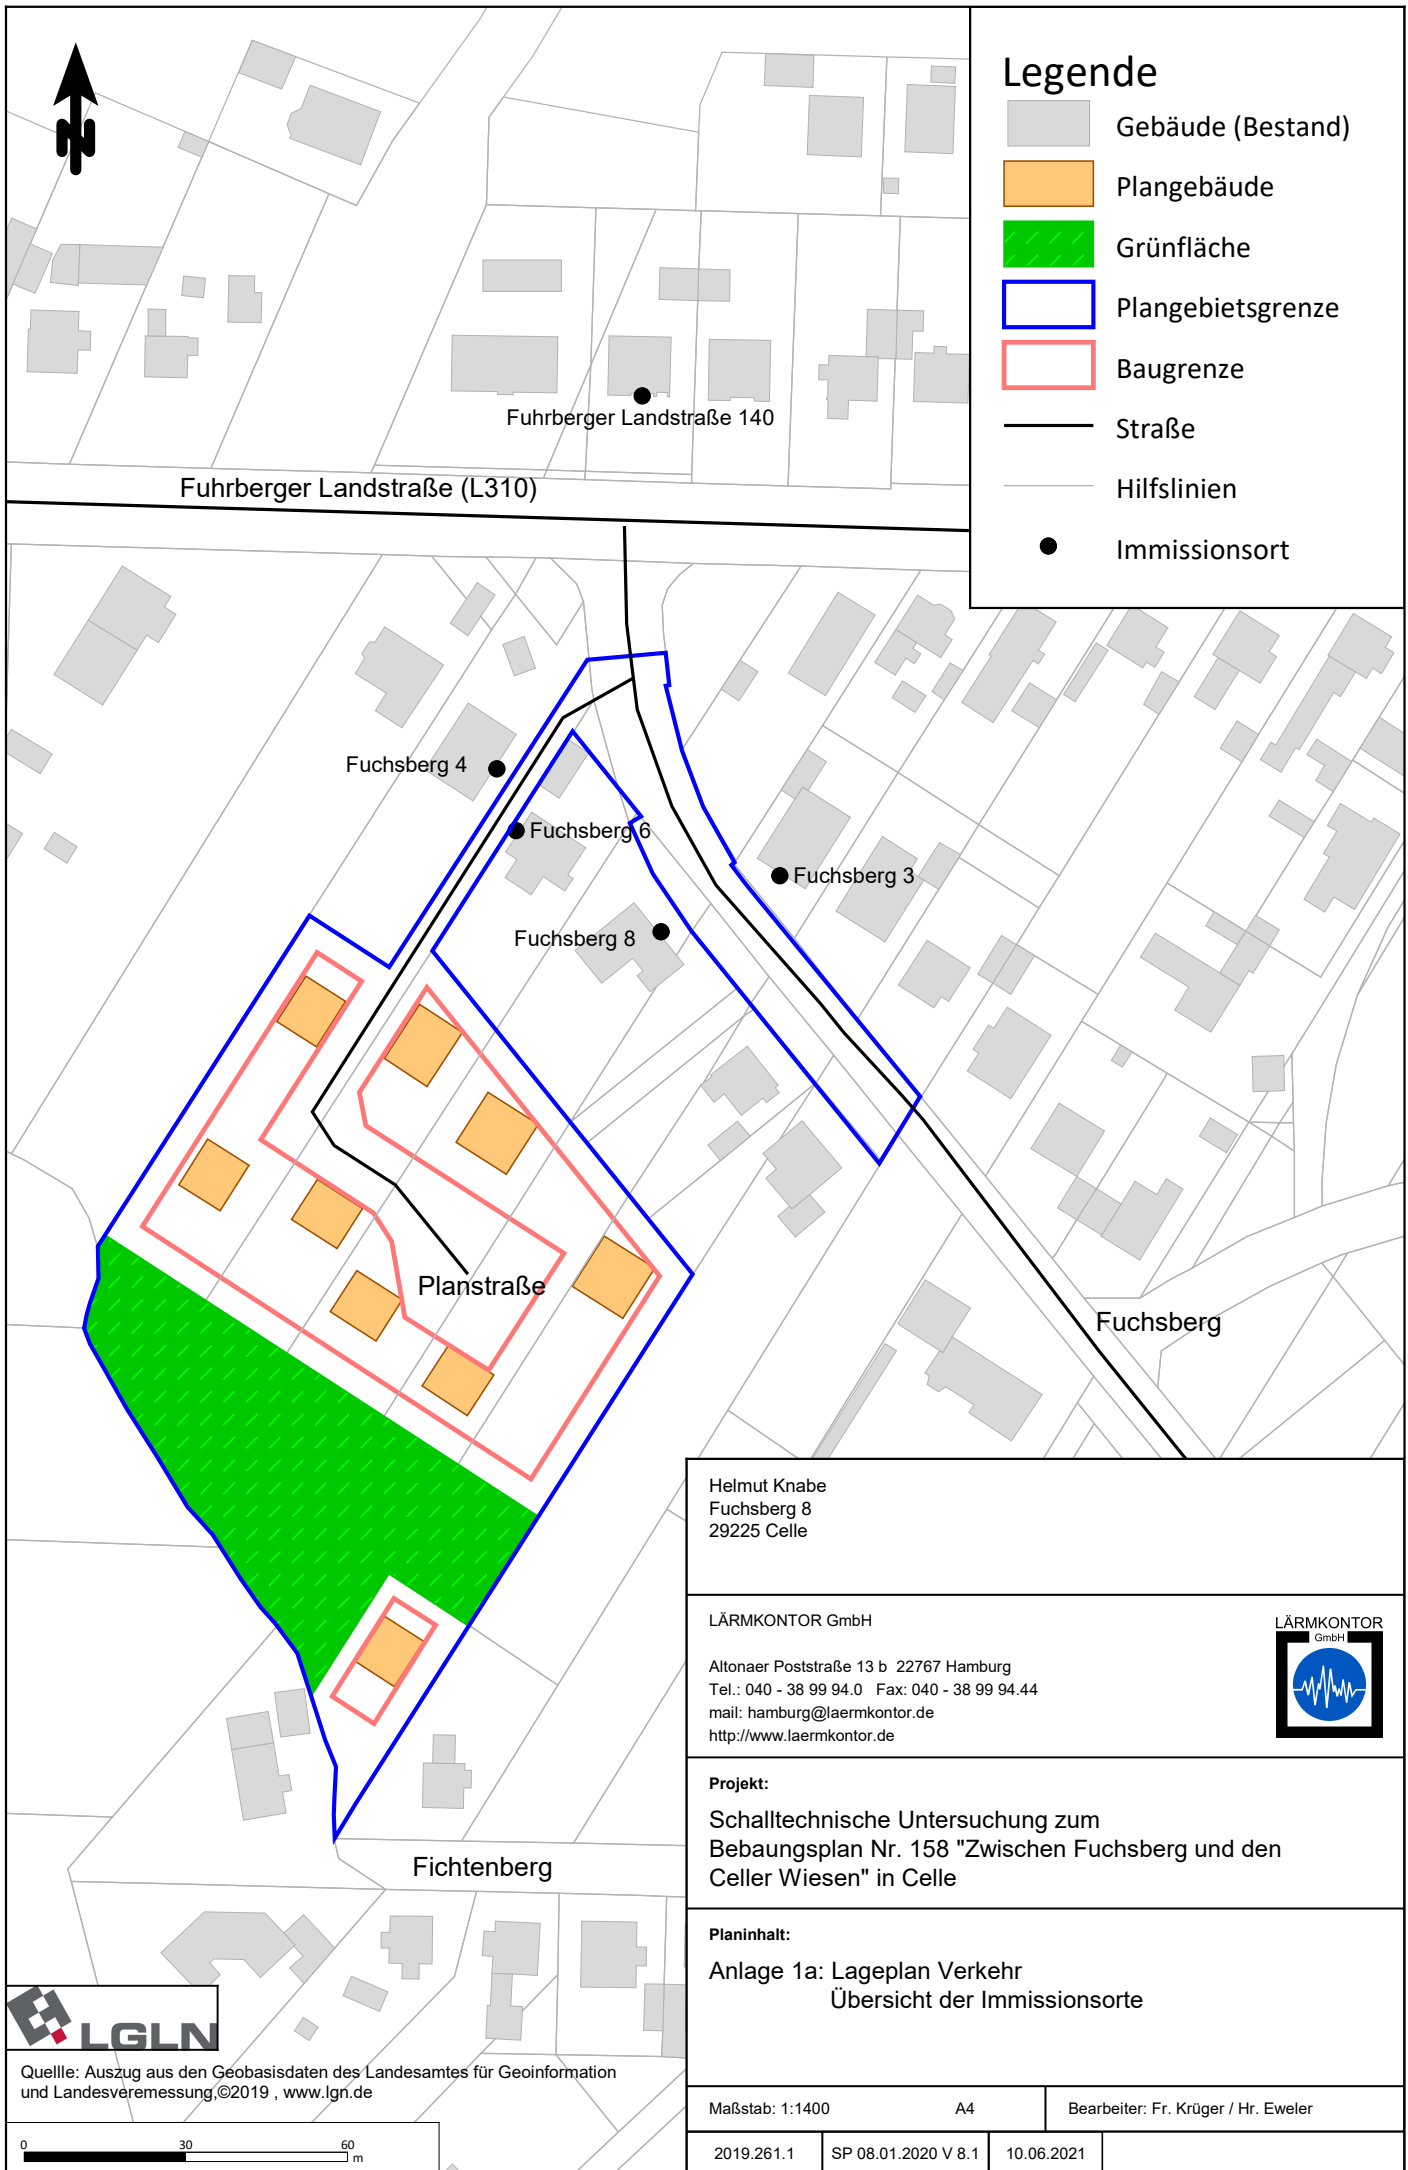 N
Legende
Gebäude (Bestand)
Plangebäude
Grünfläche
Plangebietsgrenze
Baugrenze
Straße
Hilfslinien
Immissionsort
Fuhrberger Landstraße 140
Fuhrberger Landstraße (L310)
Fuchsberg 4
Fuchsberg 6
Fuchsberg 3
Fuchsberg 8
Planstraße
Fuchsberg
Fichtenberg
Helmut Knabe
Fuchsberg 8
29225 Celle
LÄRMKONTOR GmbH
Altonaer Poststraße 13 b 22767 Hamburg
Tel.: 040 - 38 99 94.0 Fax: 040 - 38 99 94.44
mail: hamburg@laermkontor.de
http://www.laermkontor.de
LÄRMKONTOR
GmbH
Projekt:
Schalltechnische Untersuchung zum
Bebaungsplan Nr. 158 "Zwischen Fuchsberg und den
Celler Wiesen" in Celle
Planinhalt:
Anlage 1a: Lageplan Verkehr
Übersicht der Immissionsorte
LGLN
Quellle: Auszug aus den Geobasisdaten des Landesamtes für Geoinformation
und Landesveremessung,©2019 , www.lgn.de
0 30 60
m
Maßstab: 1:1400 A4 Bearbeiter: Fr. Krüger / Hr. Eweler
2019.261.1 SP 08.01.2020 V 8.1 10.06.2021